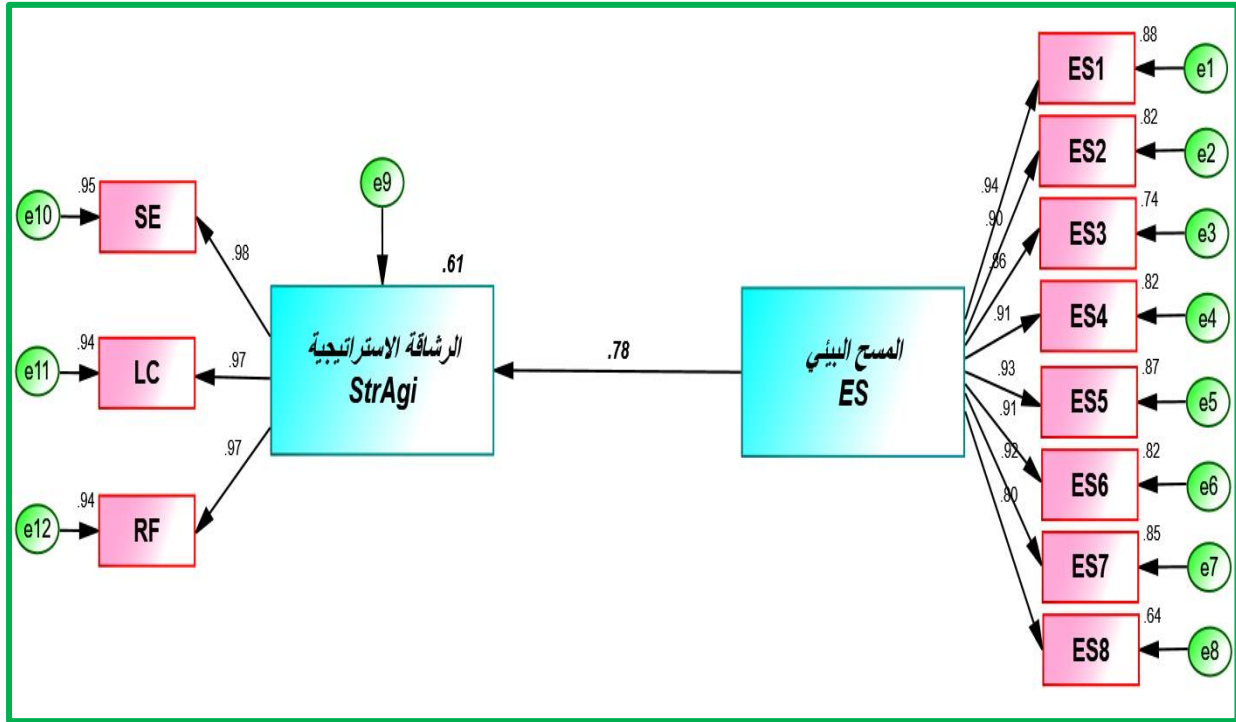 .88
ES1
e1
.82
ES2
e2
.94
.74
.90
ES3
e3
.86
.82
ES4
e4
.91
.87
.93
ES5
e5
.91
.82
.92
ES6
e6
.80
.85
ES7
e7
.64
ES8
e8
المسح البيئي
ES
.78
e9
.61
الرشاقة الاستراتيجية
StrAgi
.95
e10
SE
.98
.94
e11
LC
.97
.97
.94
e12
RF